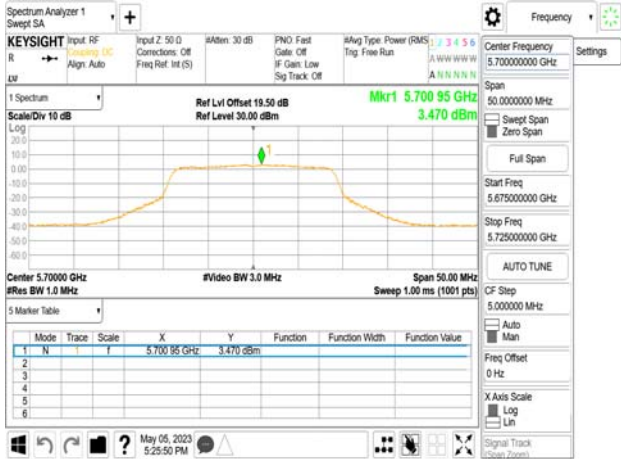 Spectrum Analyzer 1
Swept SA
+
Frequency
KEYSIGHT
R
Input: RF
Coupling: DC
Align: Auto
Input Z: 50 Ω
Corrections: Off
Freq Ref: Int (S)
#Atten: 30 dB
PNO: Fast
Gate: Off
IF Gain: Low
Sig Track: Off
#Avg Type: Power (RMS)
Trig: Free Run
1 2 3 4 5 6
A W W W W W
A N N N N N
1 Spectrum
Scale/Div 10 dB
Ref Lvl Offset 19.50 dB
Ref Level 30.00 dBm
Mkr1 5.700 95 GHz
3.470 dBm
Log
20.0
10.0
0.00
-10.0
-20.0
-30.0
-40.0
-50.0
-60.0
1
Center 5.70000 GHz
#Res BW 1.0 MHz
#Video BW 3.0 MHz
Span 50.00 MHz
Sweep 1.00 ms (1001 pts)
5 Marker Table
Mode Trace Scale X Y Function Function Width Function Value
1 N 1 f 5.700 95 GHz 3.470 dBm
2
3
4
5
6
May 05, 2023
5:25:50 PM
Center Frequency
5.700000000 GHz
Settings
Span
50.0000000 MHz
Swept Span
Zero Span
Full Span
Start Freq
5.675000000 GHz
Stop Freq
5.725000000 GHz
AUTO TUNE
CF Step
5.000000 MHz
Auto
Man
Freq Offset
0 Hz
X Axis Scale
Log
Lin
Signal Track
(Span Zoom)